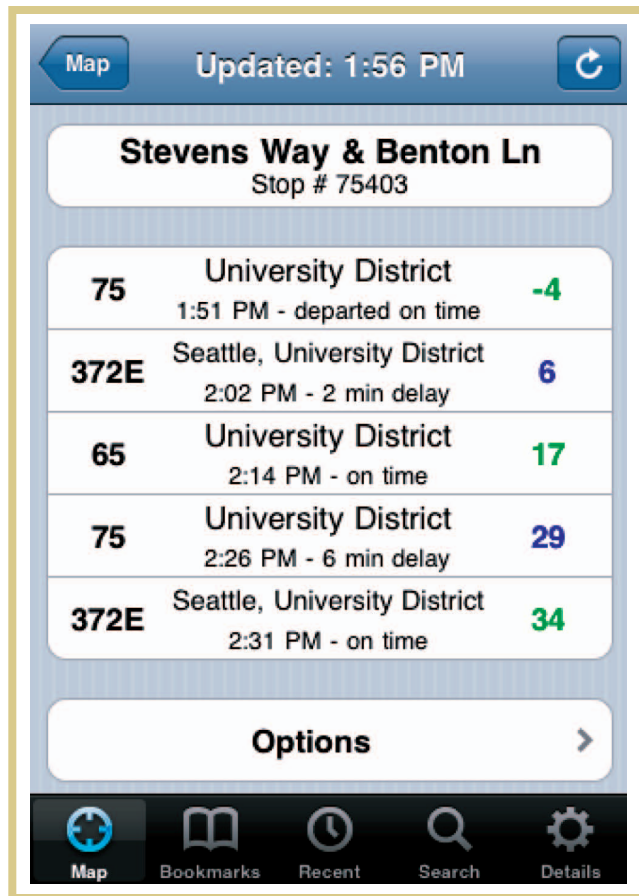 Map
Updated: 1:56 PM
Stevens Way & Benton Ln
Stop # 75403
75
University District
1:51 PM - departed on time
-4
372E
Seattle, University District
2:02 PM - 2 min delay
6
65
University District
2:14 PM - on time
17
75
University District
2:26 PM - 6 min delay
29
372E
Seattle, University District
2:31 PM - on time
34
Options
Map
Bookmarks
Recent
Search
Details